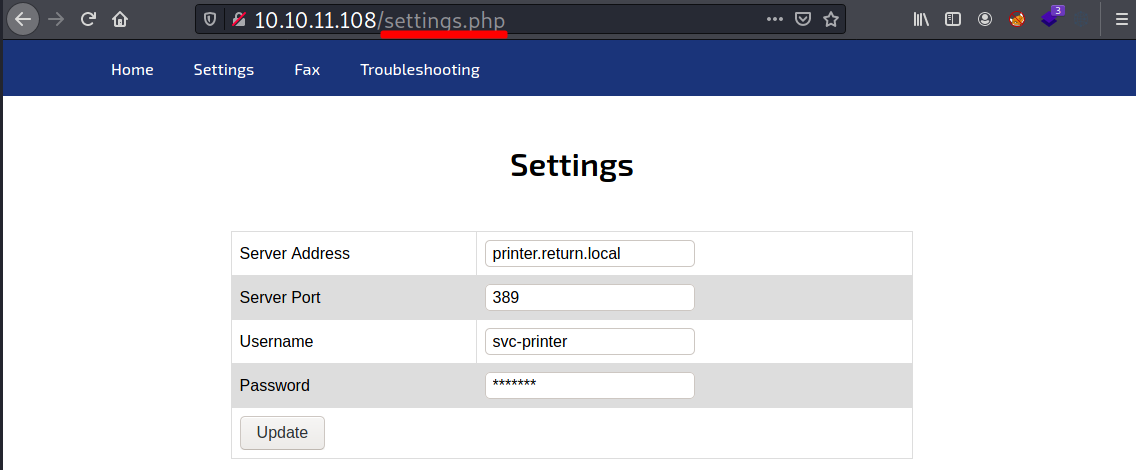 10.10.11.108/settings.php
3
Home Settings Fax Troubleshooting
Settings
Server Address printer.return.local
Server Port 389
Username svc-printer
Password *******
Update